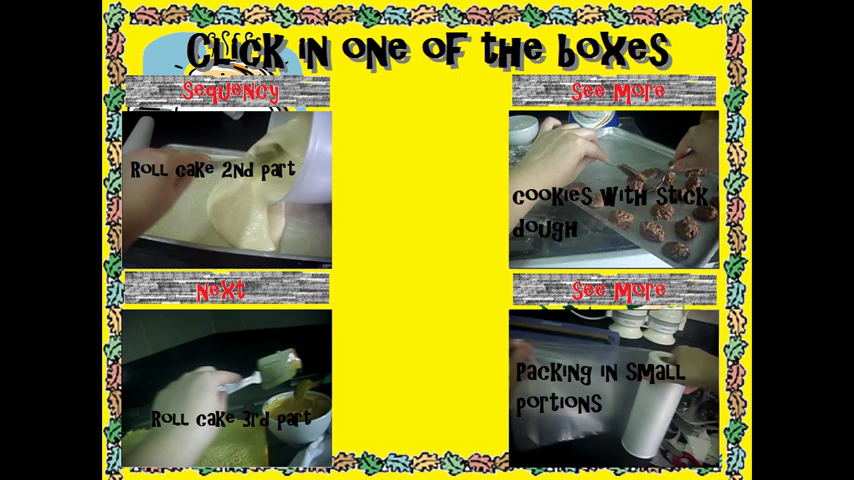 Click in one of the boxes
Sequency
See More
Roll cake 2nd part
cookies with stick
dough
Next
See More
Roll cake 3rd part
Packing in small
portions